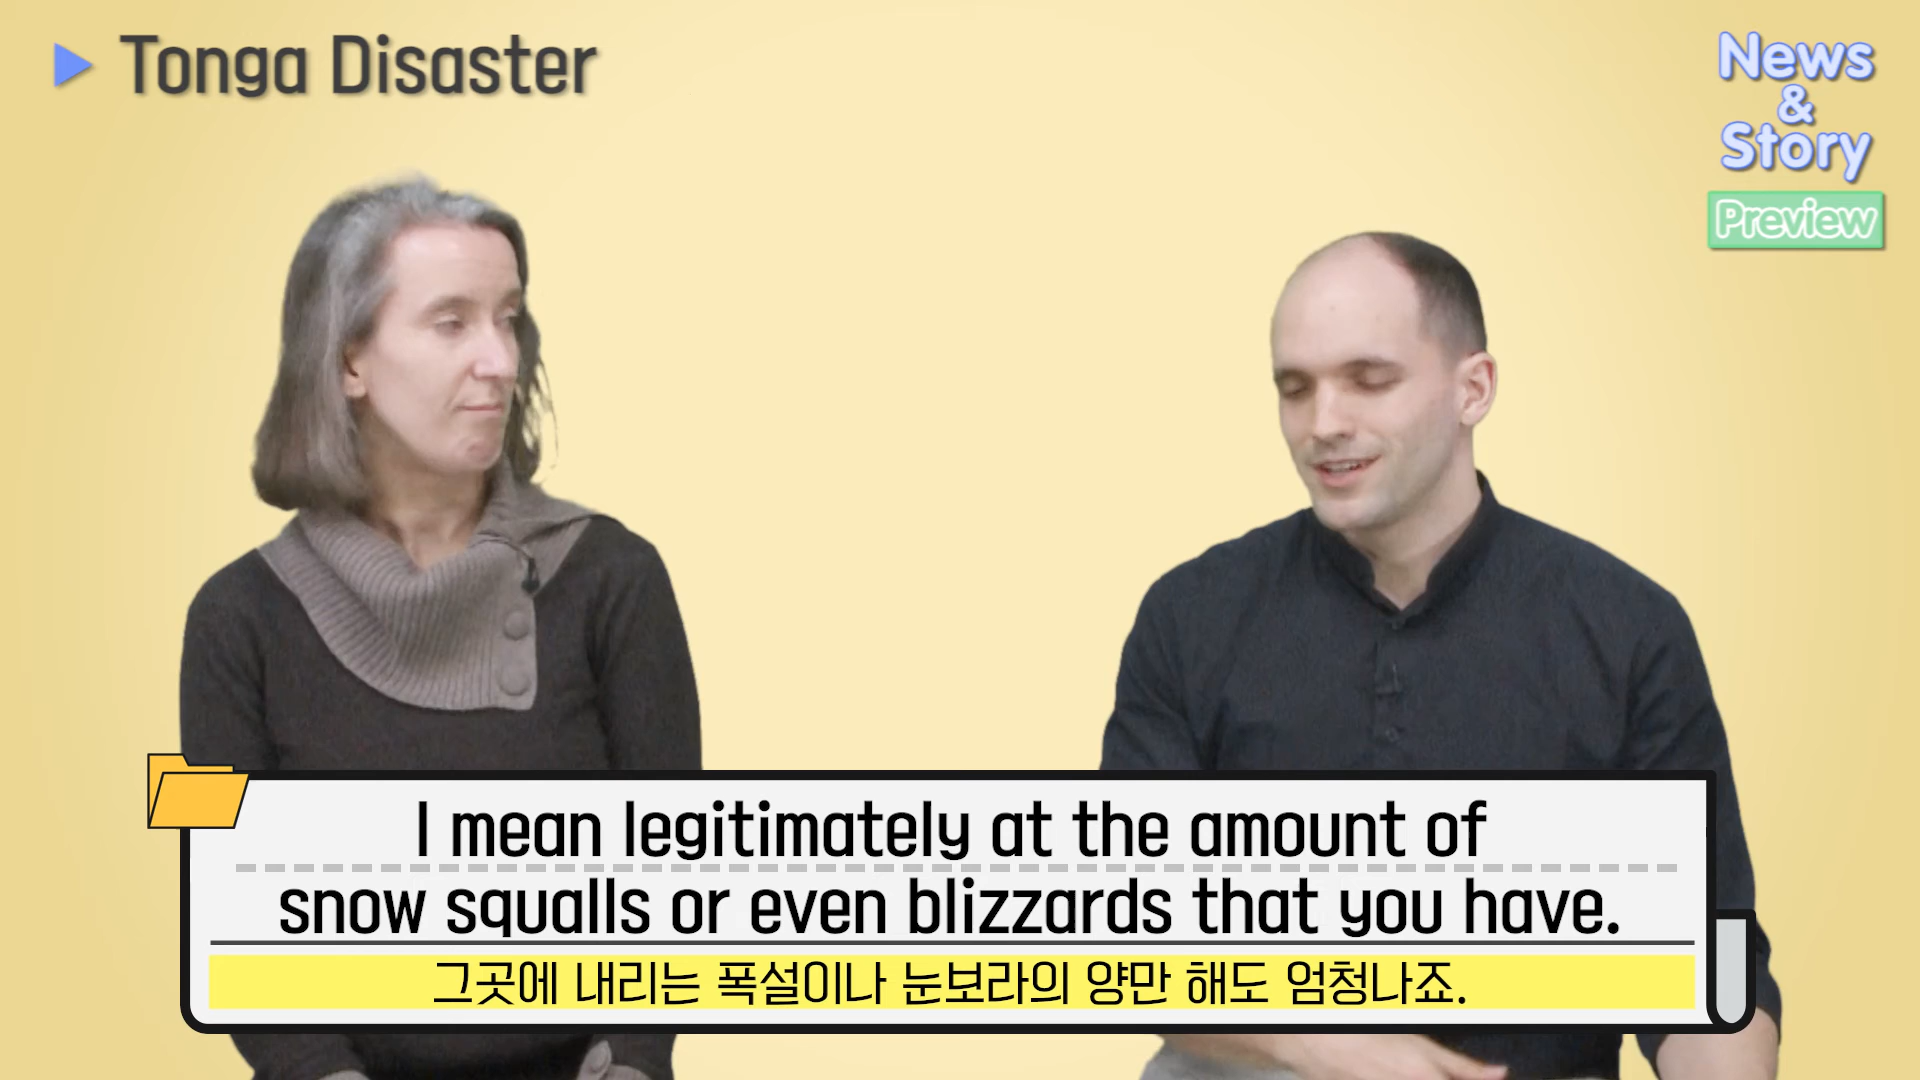 Tonga Disaster
News
&
Story
Preview
I mean legitimately at the amount of
snow squalls or even blizzards that you have.
그곳에 내리는 폭설이나 눈보라의 양만 해도 엄청나죠.